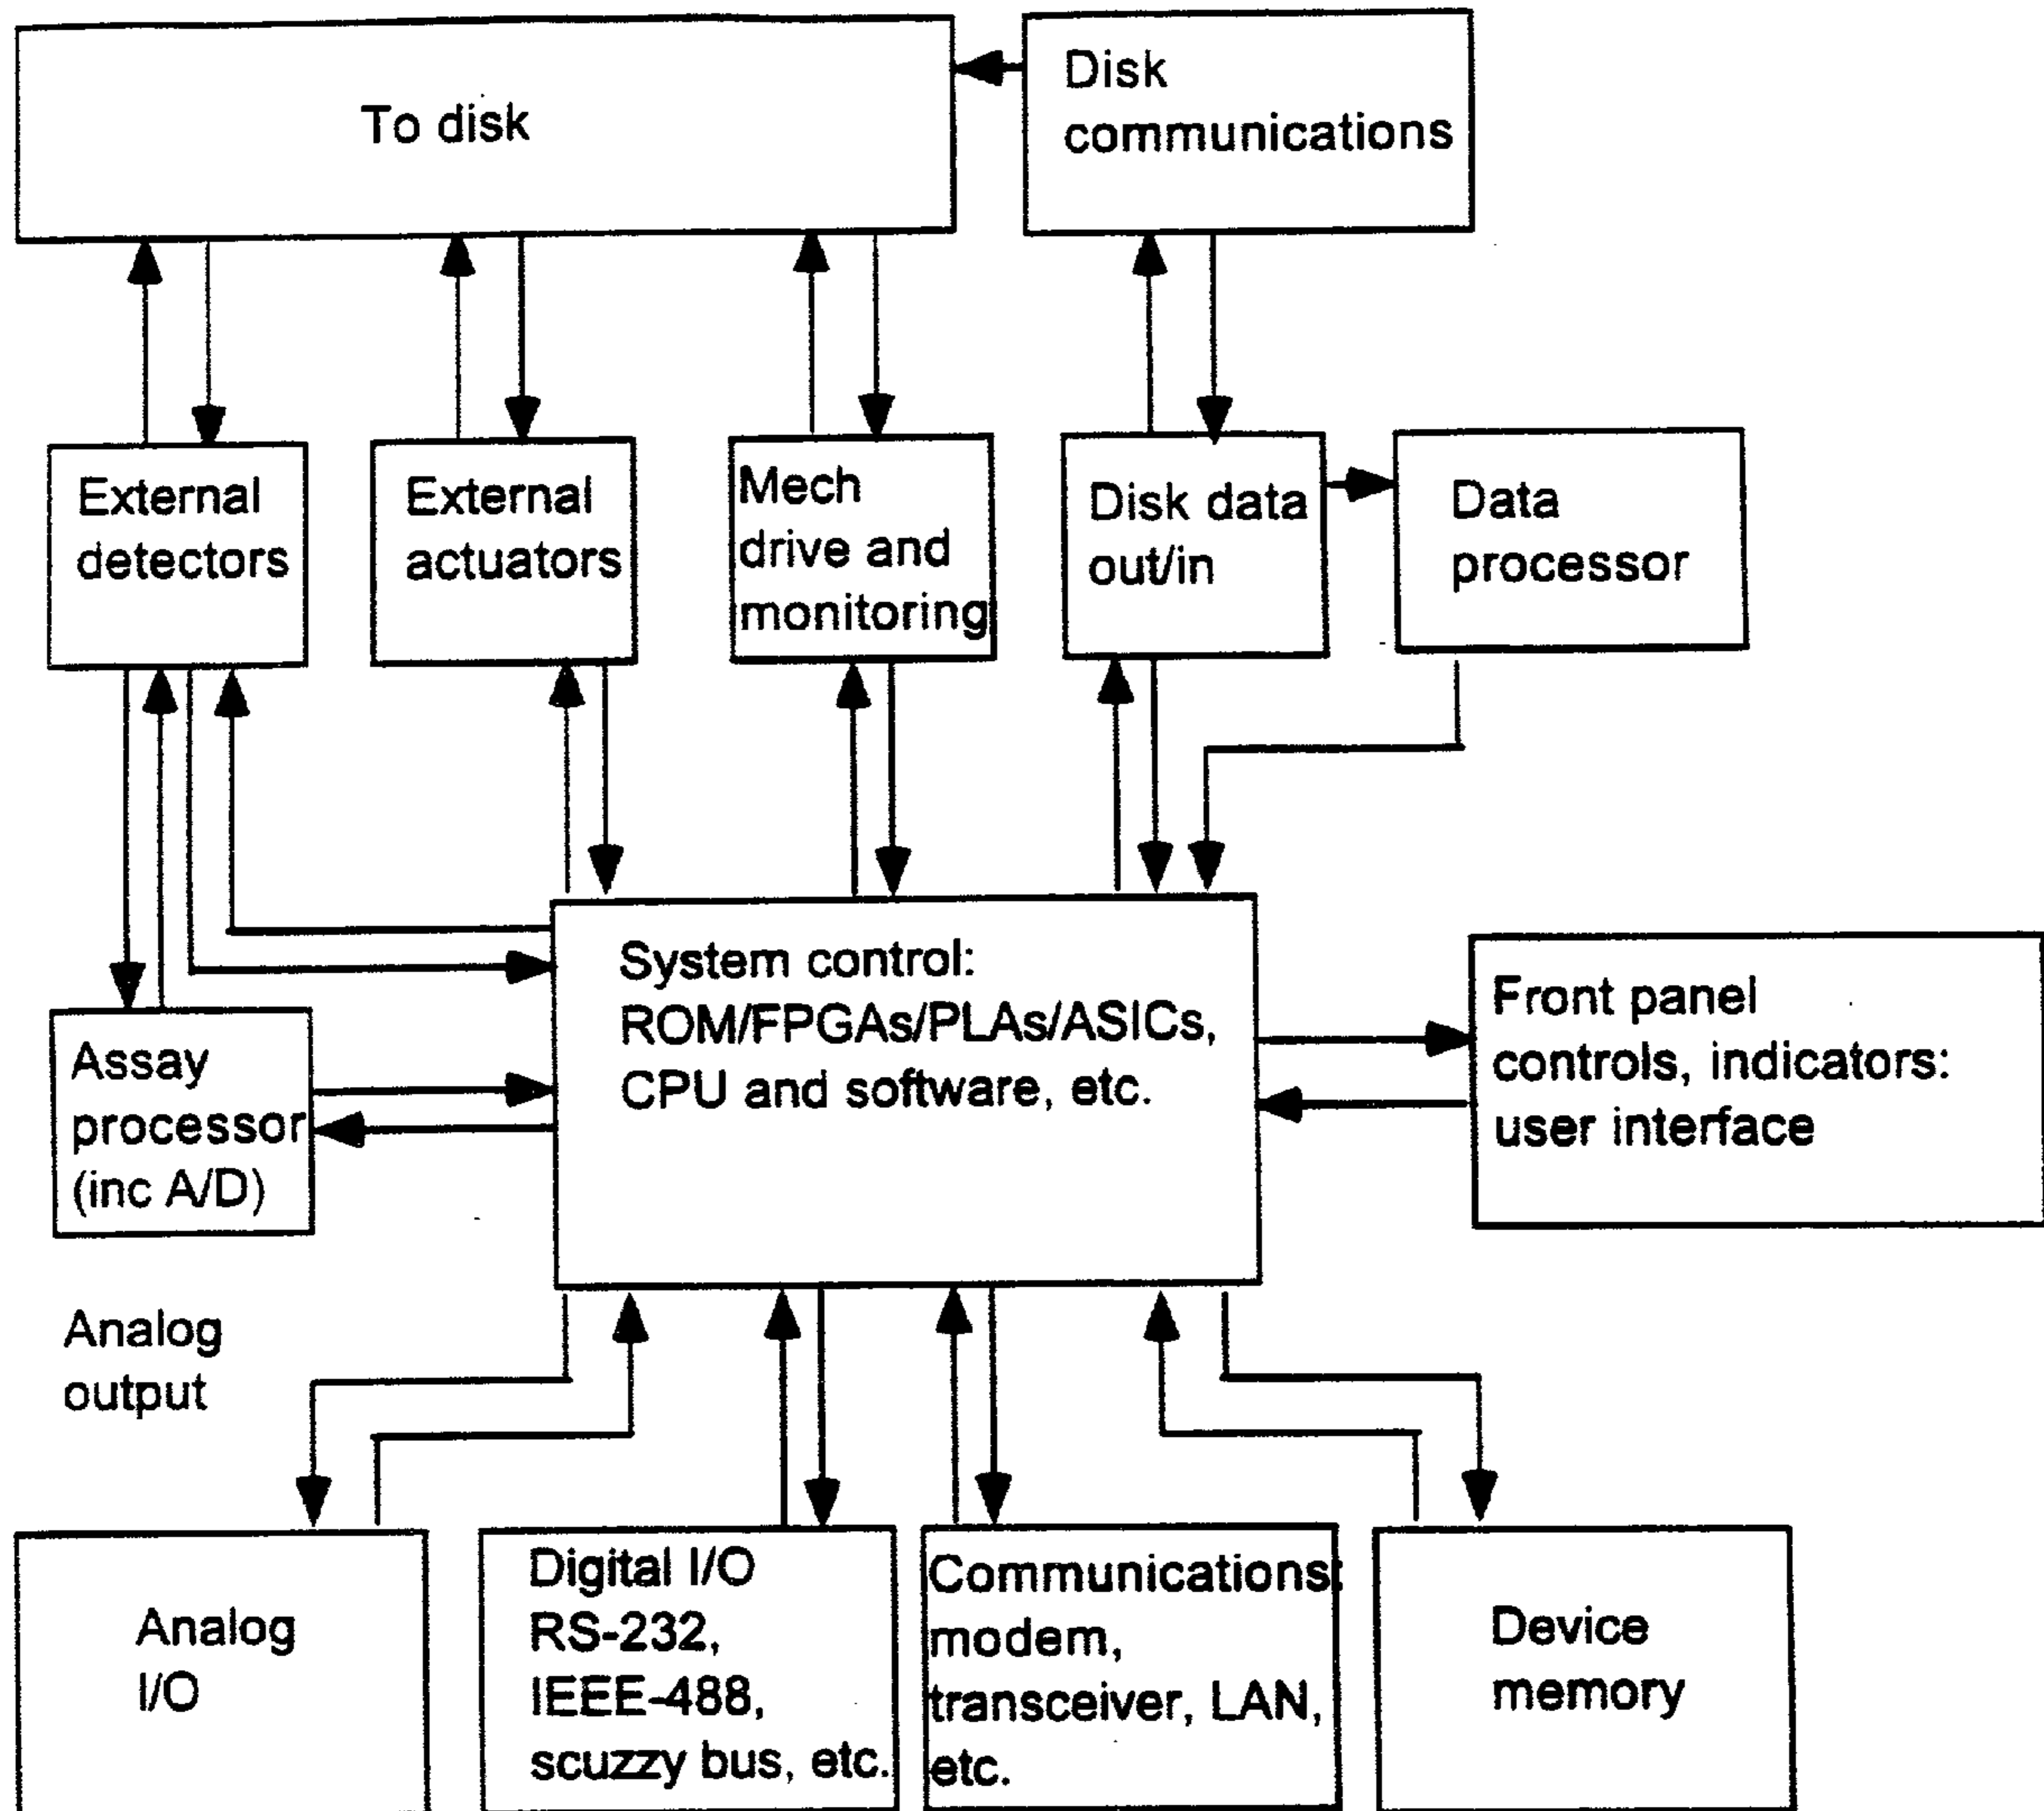 To disk
Disk
communications
External
detectors
External
actuators
Mech
drive and
monitoring
Disk data
out/in
Data
processor
System control:
ROM/FPGAs/PLAs/ASICs,
CPU and software, etc.
Front panel
controls, indicators:
user interface
Assay
processor
(inc A/D)
Analog
output
Analog
I/O
Digital I/O
RS-232,
IEEE-488,
scuzzy bus, etc.
Communications:
modem,
transceiver, LAN,
etc.
Device
memory